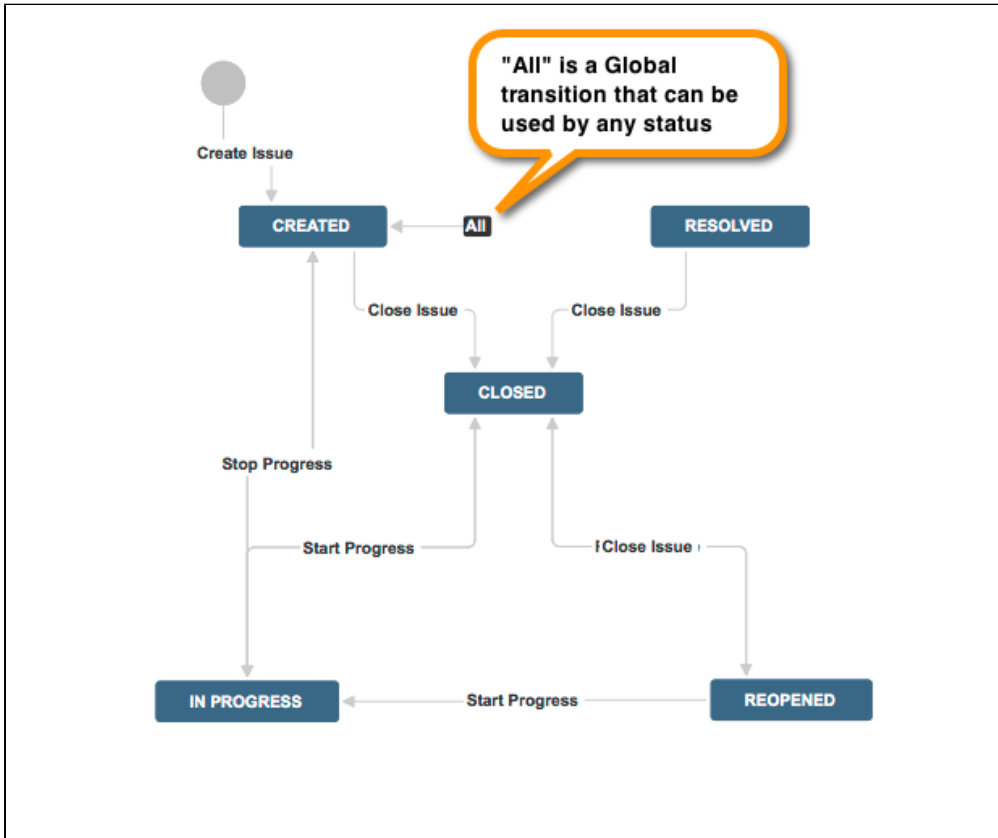 "All" is a Global
transition that can be
used by any status
Create Issue
CREATED
All
RESOLVED
Close Issue
Close Issue
CLOSED
Stop Progress
Start Progress
Close Issue
IN PROGRESS
Start Progress
REOPENED